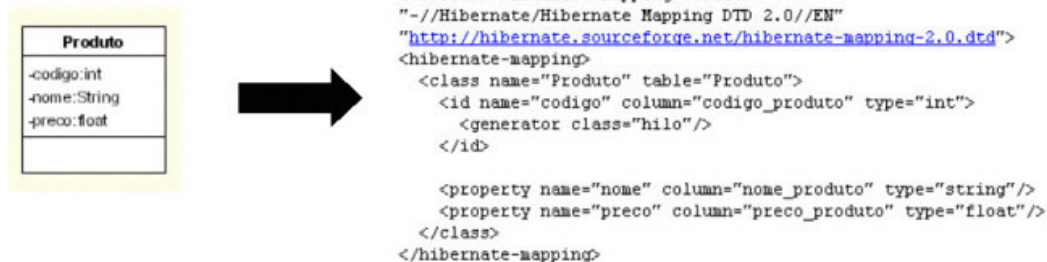 Produto
-codigo:int
-nome:String
-preco:float
"-//Hibernate/Hibernate Mapping DTD 2.0//EN"
"http://hibernate.sourceforge.net/hibernate-mapping-2.0.dtd">
<hibernate-mapping>
<class name="Produto" table="Produto">
<id name="codigo" column="codigo_produto" type="int">
<generator class="hilo"/>
</id>
<property name="nome" column="nome_produto" type="string"/>
<property name="preco" column="preco_produto" type="float"/>
</class>
</hibernate-mapping>